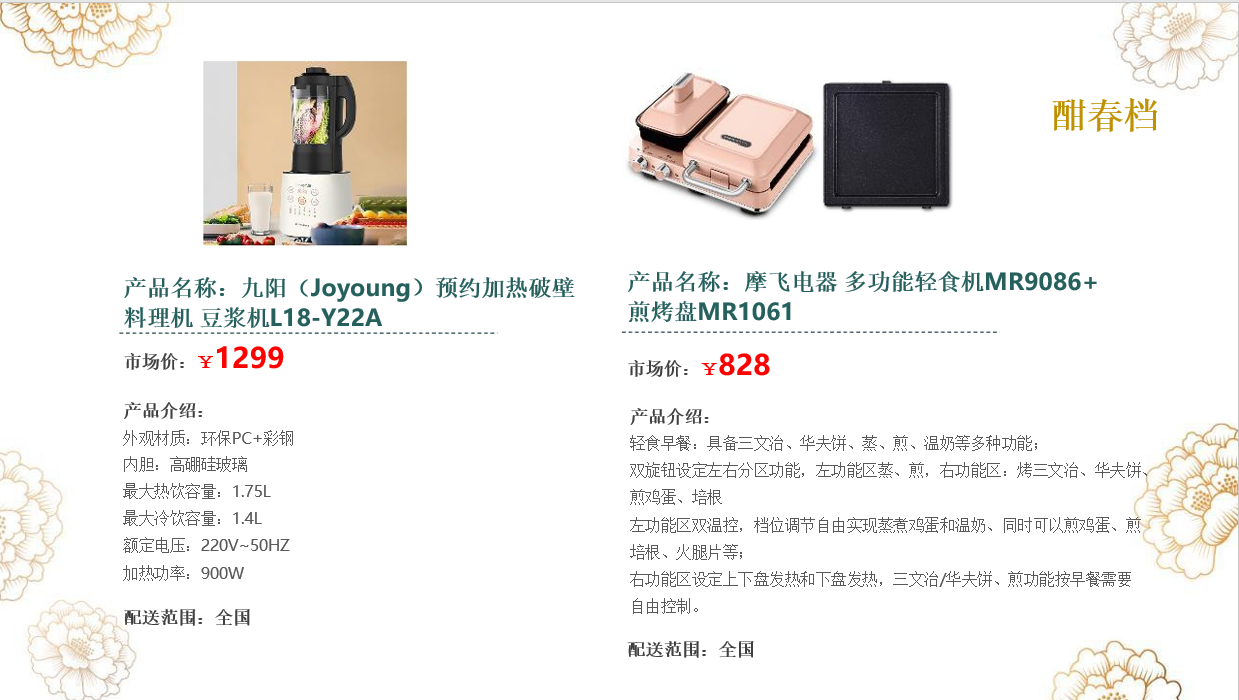 酣春档
产品名称：九阳（Joyoung）预约加热破壁
料理机 豆浆机L18-Y22A
市场价：￥1299
产品介绍：
外观材质：环保PC+彩钢
内胆：高硼硅玻璃
最大热饮容量：1.75L
最大冷饮容量：1.4L
额定电压：220V~50HZ
加热功率：900W
配送范围：全国
产品名称：摩飞电器 多功能轻食机MR9086+
煎烤盘MR1061
市场价：￥828
产品介绍：
轻食早餐：具备三文治、华夫饼、蒸、煎、温奶等多种功能；
双旋钮设定左右分区功能，左功能区蒸、煎，右功能区：烤三文治、华夫饼、
煎鸡蛋、培根
左功能区双温控，档位调节自由实现蒸煮鸡蛋和温奶、同时可以煎鸡蛋、煎
培根、火腿片等；
右功能区设定上下盘发热和下盘发热，三文治/华夫饼、煎功能按早餐需要
自由控制。
配送范围：全国